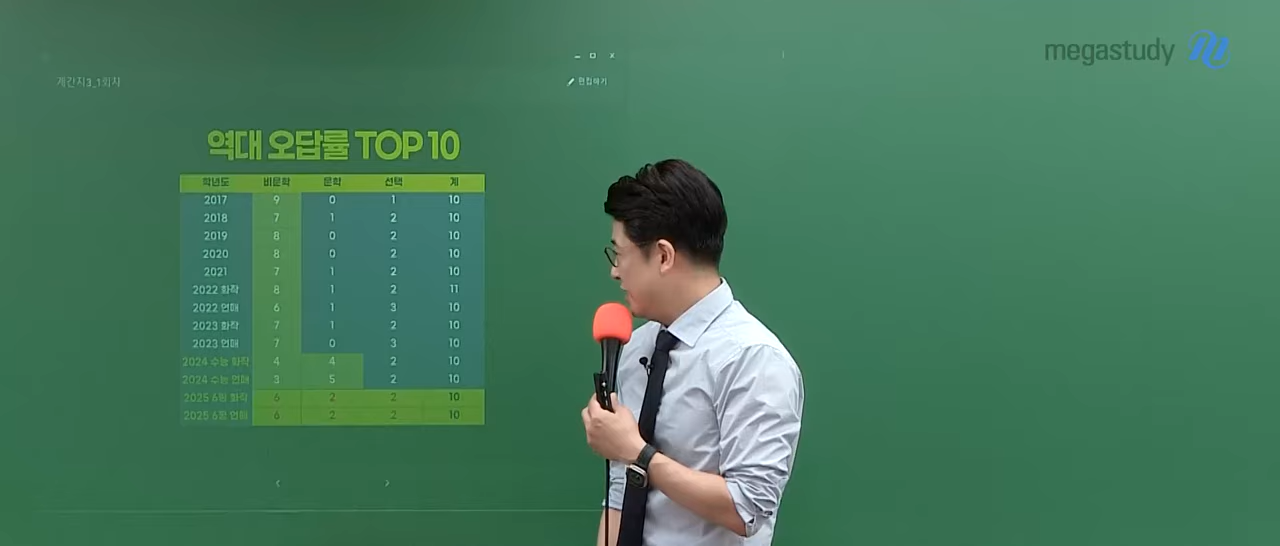 megastudy
계간지3_1회차
편집하기
역대 오답률 TOP 10
학년도 비문학 문학 선택 계
2017 9 0 1 10
2018 7 1 2 10
2019 8 0 2 10
2020 8 0 2 10
2021 7 1 2 10
2022 화작 8 1 2 11
2022 언매 6 1 3 10
2023 화작 7 1 2 10
2023 언매 7 0 3 10
2024 수능 화작 4 4 2 10
2024 수능 언매 3 5 2 10
2025 6평 화작 6 2 2 10
2025 6평 언매 6 2 2 10